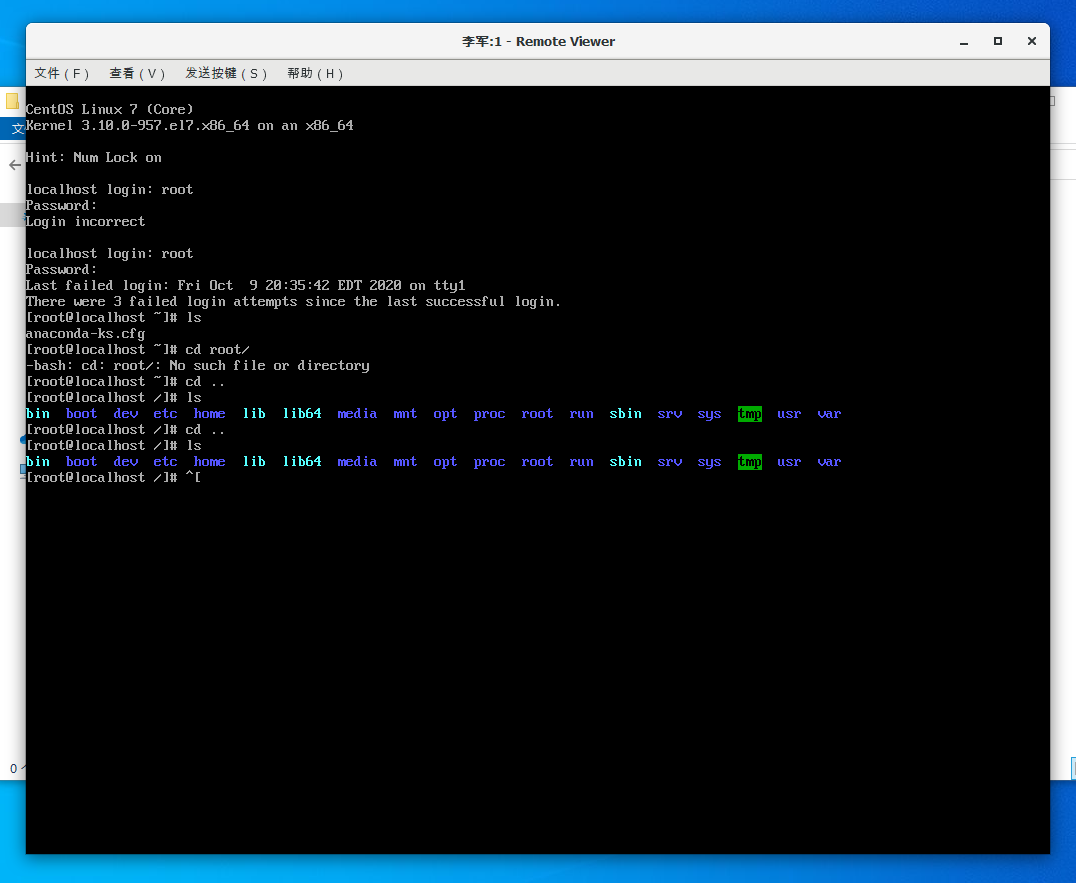 李军:1 - Remote Viewer
文件(F) 查看(V) 发送按键(S) 帮助(H)
CentOS Linux 7 (Core)
Kernel 3.10.0-957.el7.x86_64 on an x86_64
Hint: Num Lock on
localhost login: root
Password:
Login incorrect
localhost login: root
Password:
Last failed login: Fri Oct  9 20:35:42 EDT 2020 on tty1
There were 3 failed login attempts since the last successful login.
[root@localhost ~]# ls
anaconda-ks.cfg
[root@localhost ~]# cd root/
-bash: cd: root/: No such file or directory
[root@localhost ~]# cd ..
[root@localhost /]# ls
bin  boot  dev  etc  home  lib  lib64  media  mnt  opt  proc  root  run  sbin  srv  sys  tmp  usr  var
[root@localhost /]# cd ..
[root@localhost /]# ls
bin  boot  dev  etc  home  lib  lib64  media  mnt  opt  proc  root  run  sbin  srv  sys  tmp  usr  var
[root@localhost /]# ^[
文
0